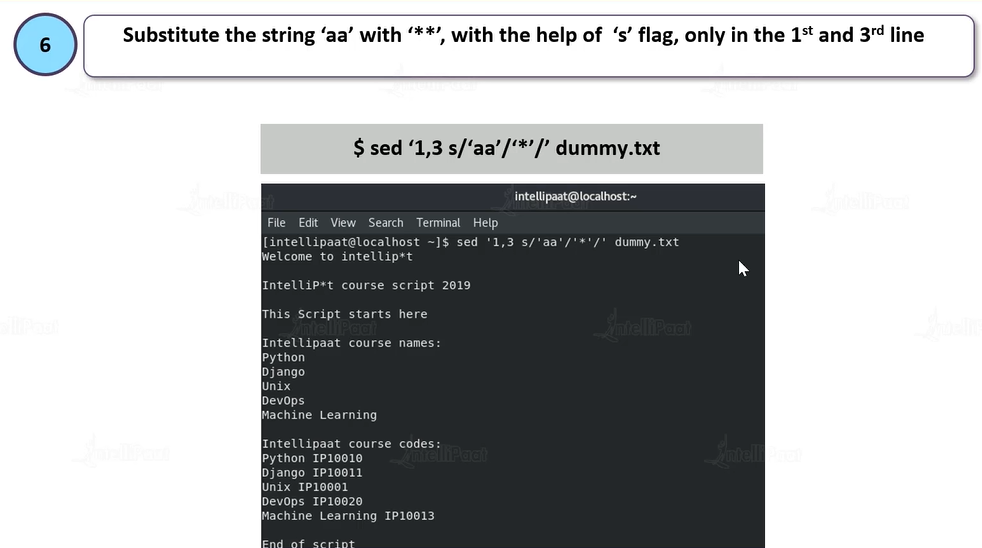 6
Substitute the string ‘aa’ with ‘**’, with the help of ‘s’ flag, only in the 1st and 3rd line
$ sed ‘1,3 s/‘aa’/‘*’/’ dummy.txt
intellipaat@localhost:~
File Edit View Search Terminal Help
[intellipaat@localhost ~]$ sed '1,3 s/'aa'/'*'/' dummy.txt
Welcome to intellip*t
IntelliP*t course script 2019
This Script starts here
Intellipaat course names:
Python
Django
Unix
DevOps
Machine Learning
Intellipaat course codes:
Python IP10010
Django IP10011
Unix IP10001
DevOps IP10020
Machine Learning IP10013
End of script